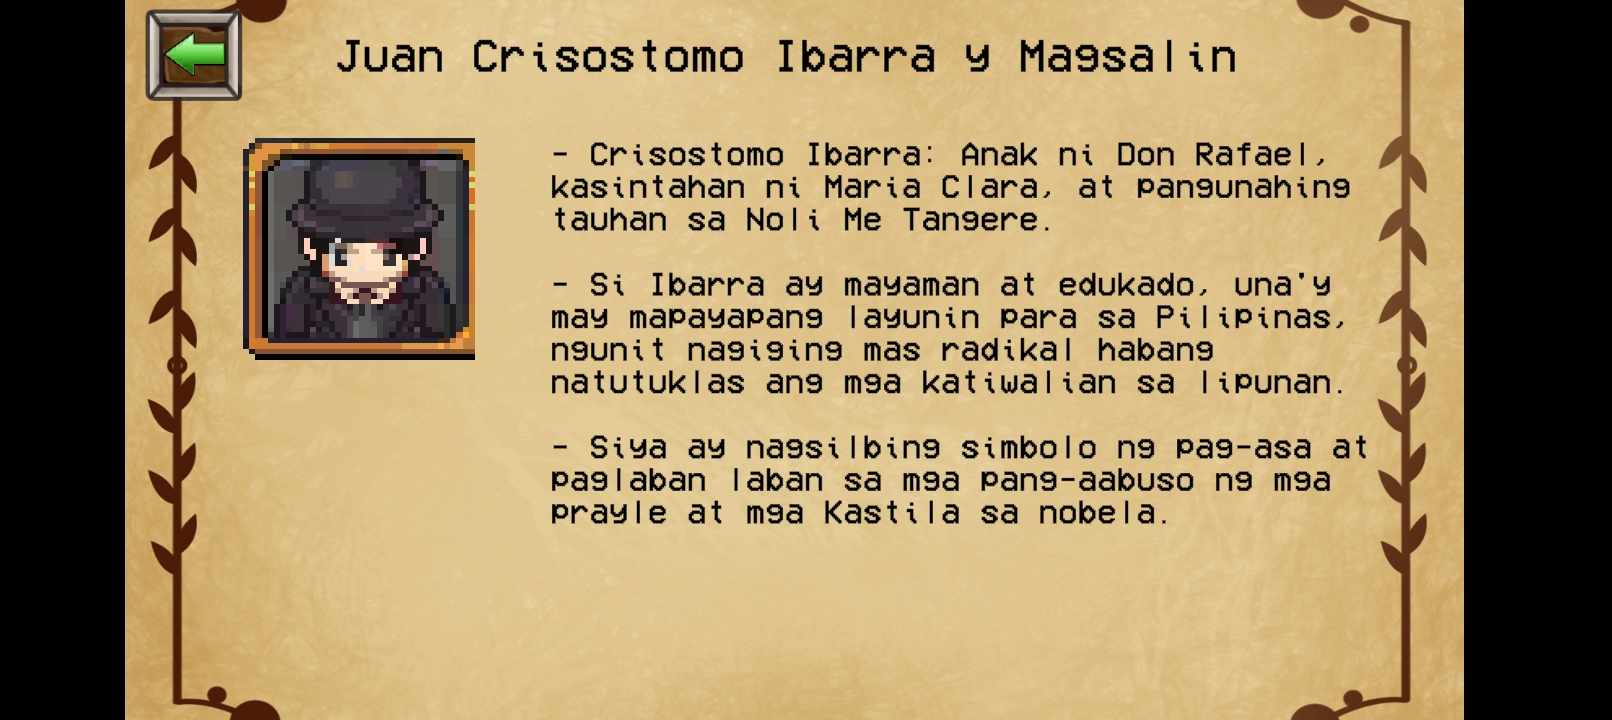 Juan Crisostomo Ibarra y Magsalin
- Crisostomo Ibarra: Anak ni Don Rafael,
kasintahan ni Maria Clara, at pangunahing
tauhan sa Noli Me Tangere.
- Si Ibarra ay mayaman at edukado, una'y
may mapayapang layunin para sa Pilipinas,
ngunit nagiging mas radikal habang
natutuklas ang mga katiwalian sa lipunan.
- Siya ay nagsilbing simbolo ng pag-asa at
paglaban laban sa mga pang-aabuso ng mga
prayle at mga Kastila sa nobela.